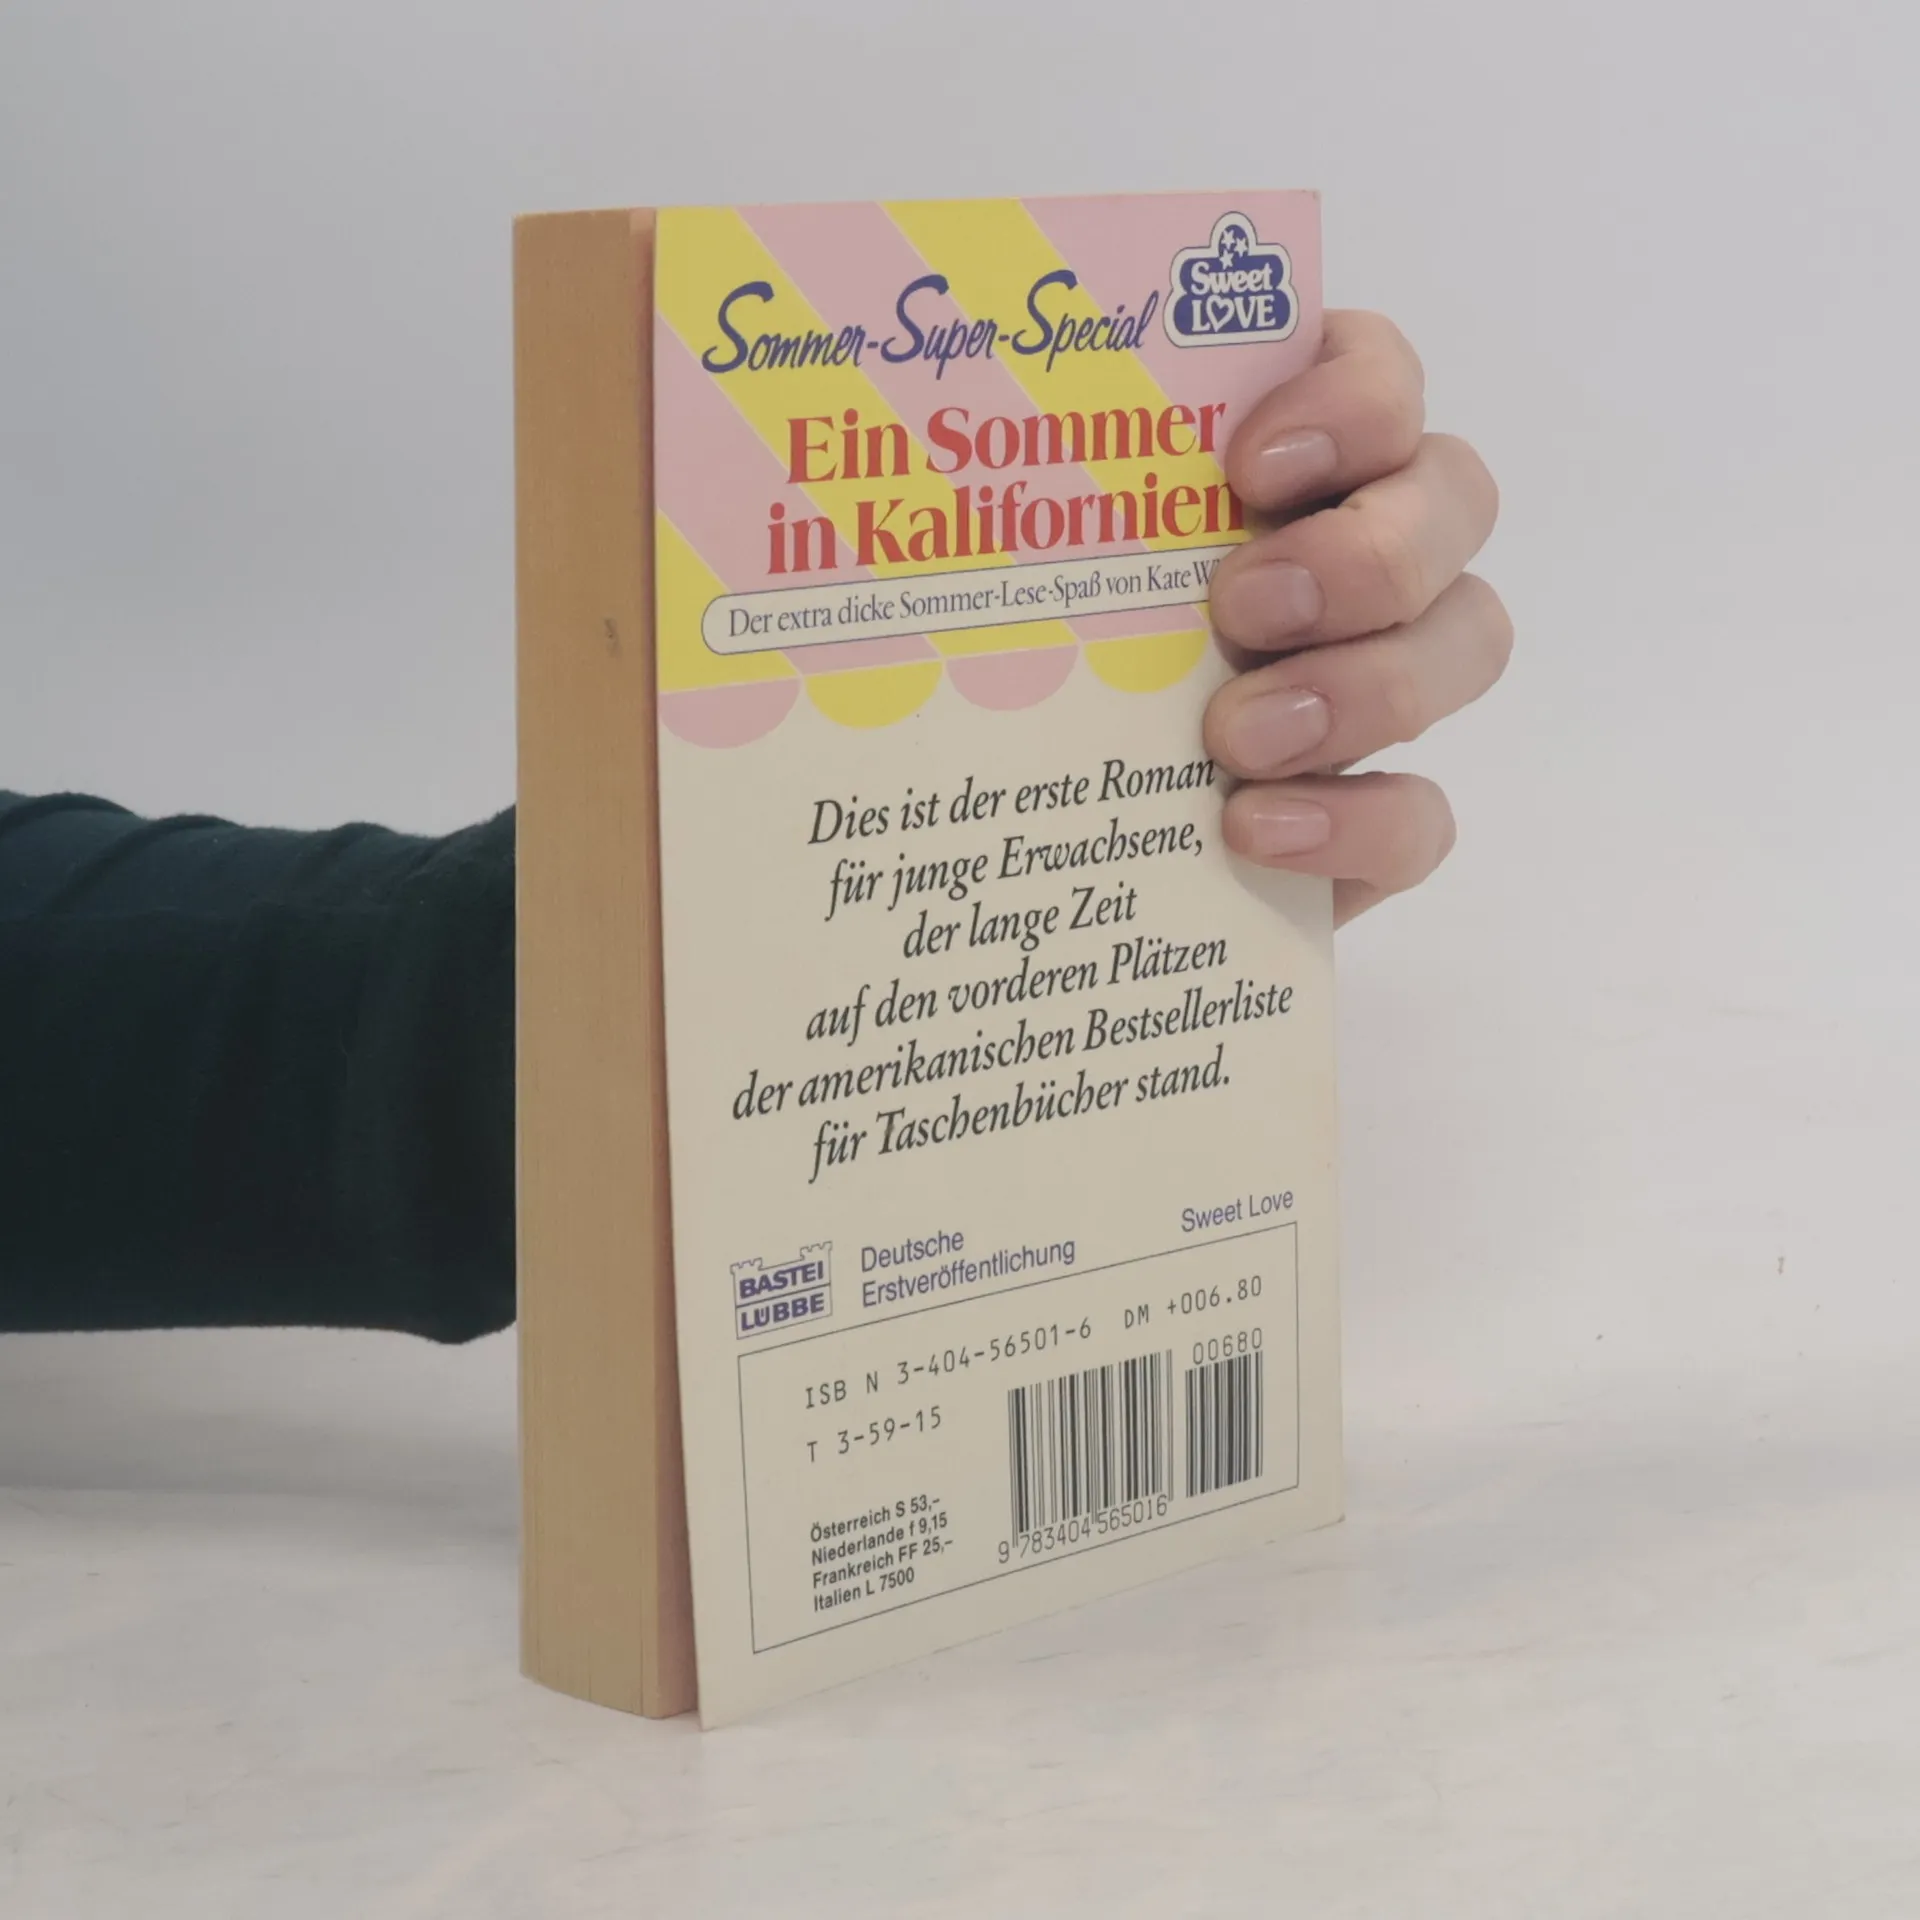 Sweet
LOVE
Sommer-Super-Special
Ein Sommer
in Kalifornien
Der extra dicke Sommer-Lese-Spaß von Kate
Dies ist der erste Roman
für junge Erwachsene,
der lange Zeit
auf den vorderen Plätzen
der amerikanischen Bestsellerliste
für Taschenbücher stand.
BASTEI
LÜBBE
Deutsche
Erstveröffentlichung
Sweet Love
ISB N 3-404-56501-6 DM +006.80
T 3-59-15
00680
Österreich S 53,-
Niederlande f 9,15
Frankreich FF 25,-
Italien L 7500
9 783404 565016